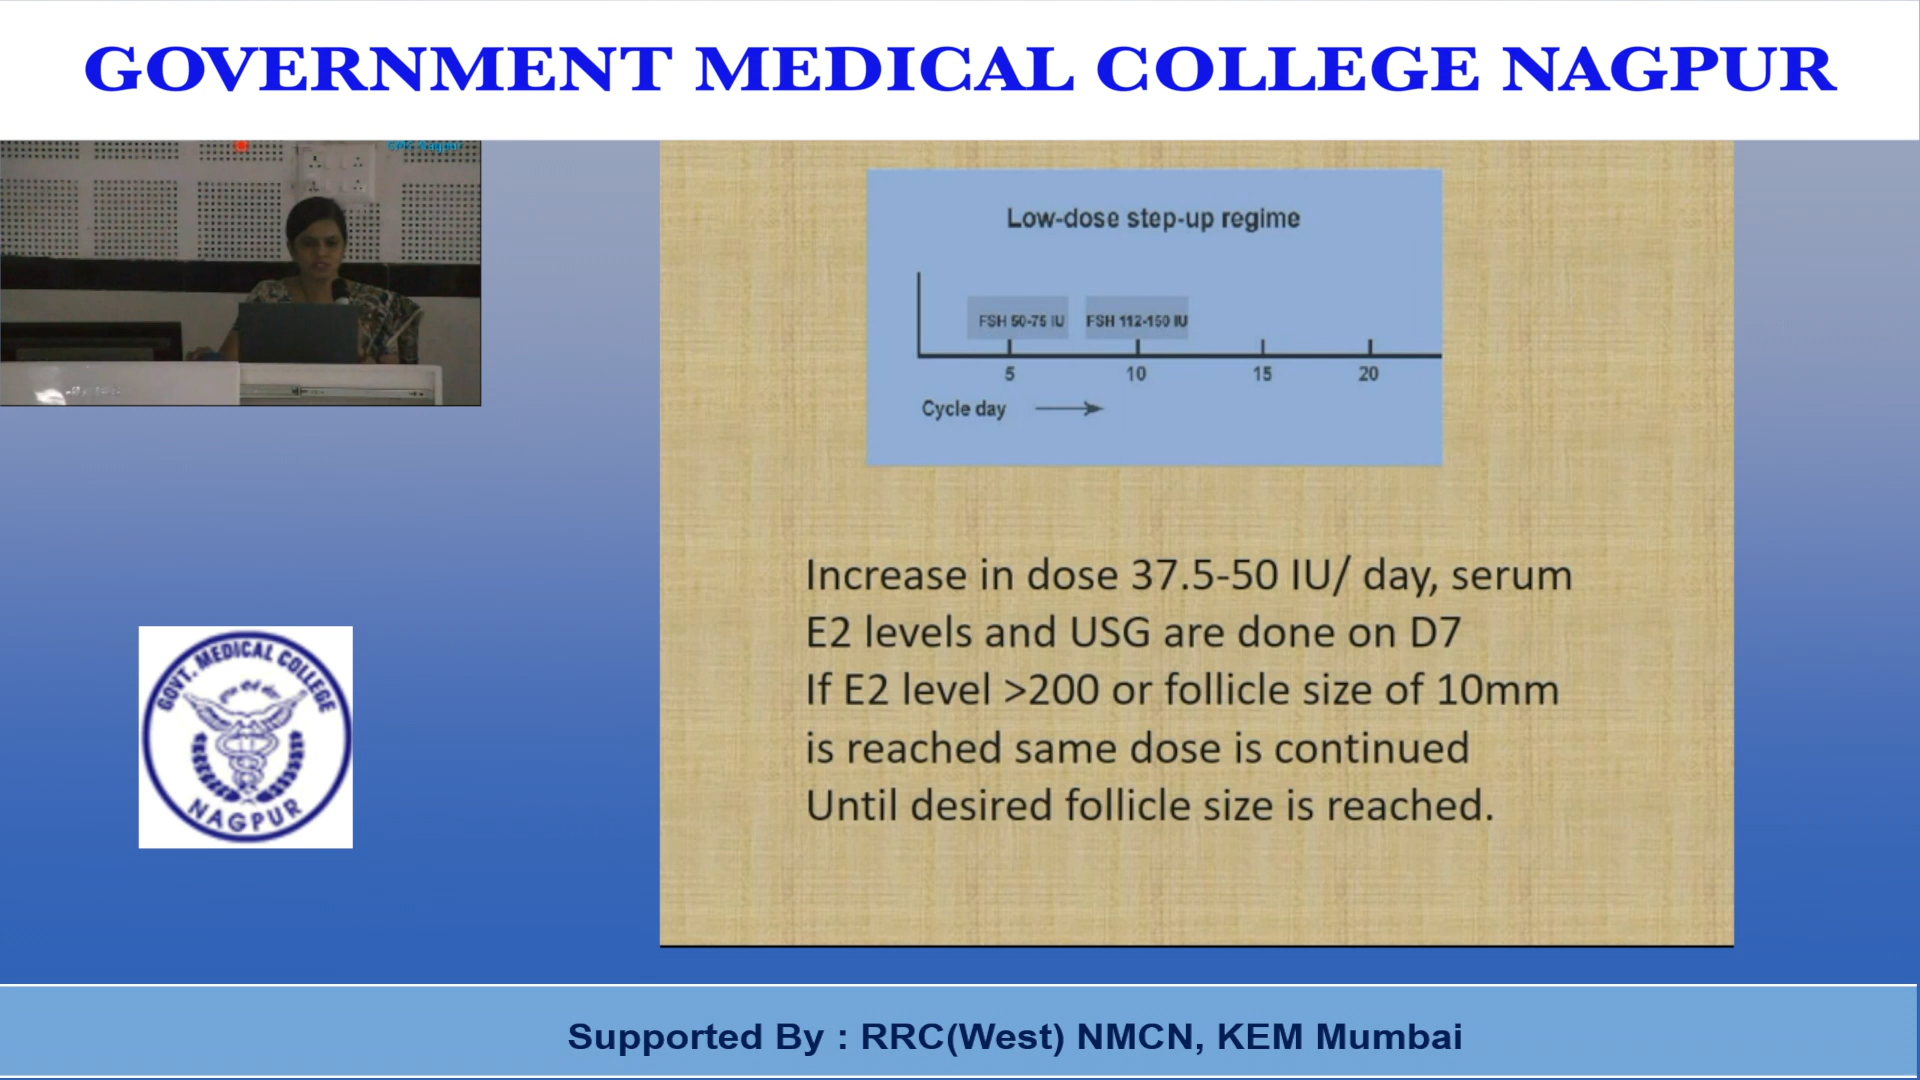 GOVERNMENT MEDICAL COLLEGE NAGPUR
GMC Nagpur
Low-dose step-up regime
FSH 50-75 IU FSH 112-150 IU
5 10 15 20
Cycle day
Increase in dose 37.5-50 IU/ day, serum
E2 levels and USG are done on D7
If E2 level >200 or follicle size of 10mm
is reached same dose is continued
Until desired follicle size is reached.
GOVT. MEDICAL COLLEGE
NAGPUR
Supported By : RRC(West) NMCN, KEM Mumbai